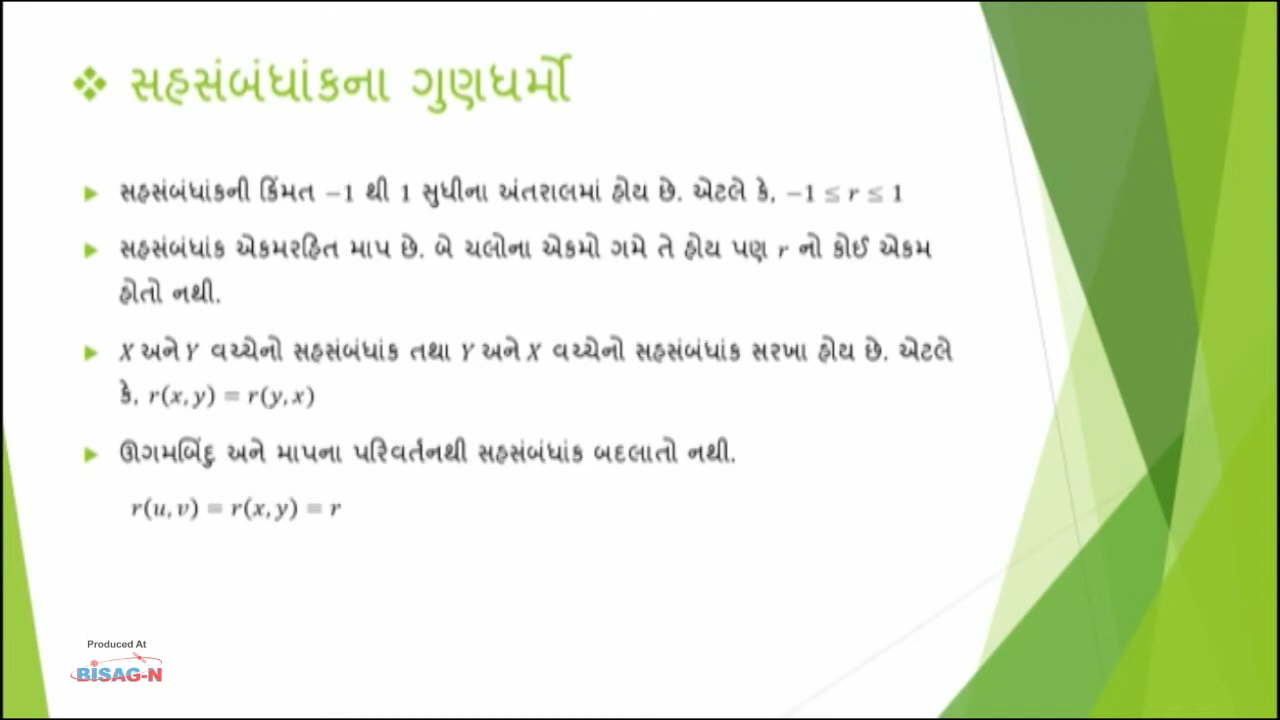 ❖ સહસંબંધાંકના ગુણધર્મો
સહસંબંધાંકની કિંમત −1 થી 1 સુધીના અંતરાલમાં હોય છે. એટલે કે, −1 ≤ r ≤ 1
સહસંબંધાંક એકમરહિત માપ છે. બે ચલોના એકમો ગમે તે હોય પણ r નો કોઈ એકમ
હોતો નથી.
X અને Y વચ્ચેનો સહસંબંધાંક તથા Y અને X વચ્ચેનો સહસંબંધાંક સરખા હોય છે. એટલે
કે, r(x, y) = r(y, x)
ઊગમબિંદુ અને માપના પરિવર્તનથી સહસંબંધાંક બદલાતો નથી.
r(u, v) = r(x, y) = r
Produced At
BISAG-N